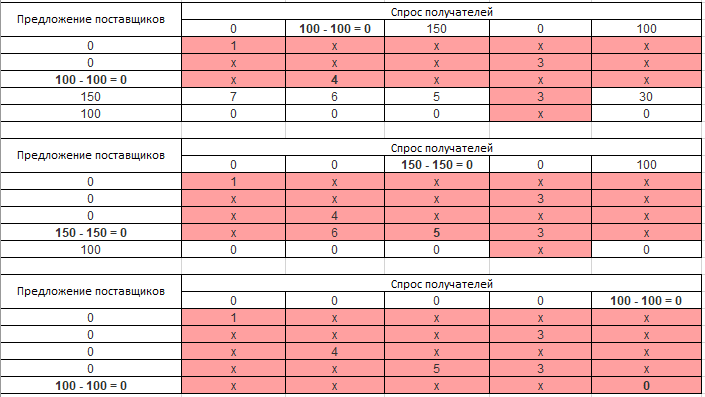 Предложение поставщиков Спрос получателей
0 100 - 100 = 0 150 0 100
0 1 x x x x
0 x x x 3 x
100 - 100 = 0 x 4 x x x
150 7 6 5 3 30
100 0 0 0 x 0
Предложение поставщиков Спрос получателей
0 0 150 - 150 = 0 0 100
0 1 x x x x
0 x x x 3 x
0 x 4 x x x
150 - 150 = 0 x 6 5 3 x
100 0 0 0 x 0
Предложение поставщиков Спрос получателей
0 0 0 0 100 - 100 = 0
0 1 x x x x
0 x x x 3 x
0 x 4 x x x
0 x x 5 3 x
100 - 100 = 0 x x x x 0